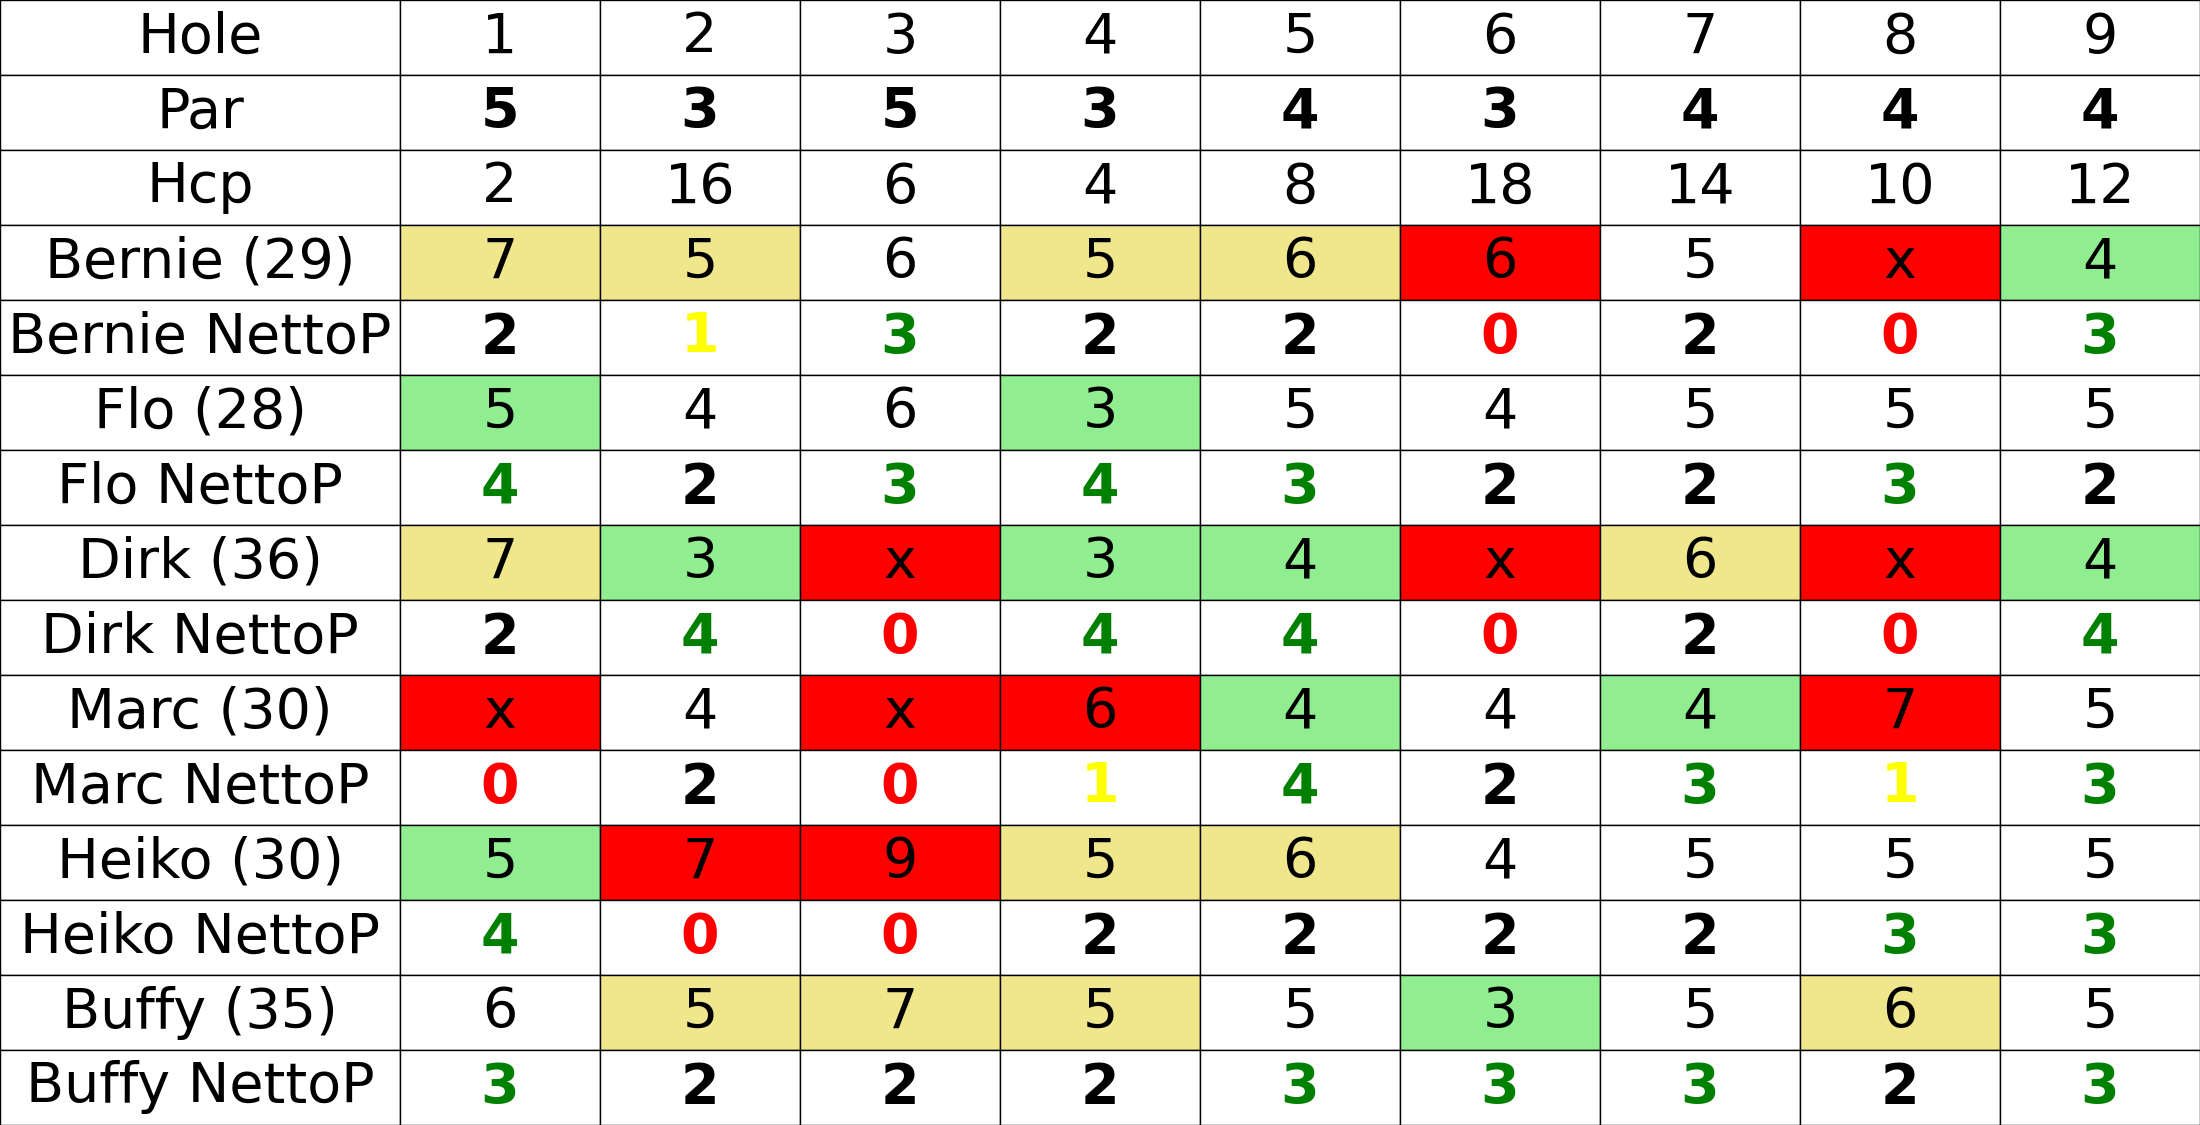 Hole 1 2 3 4 5 6 7 8 9
Par 5 3 5 3 4 3 4 4 4
Hcp 2 16 6 4 8 18 14 10 12
Bernie (29) 7 5 6 5 6 6 5 x 4
Bernie NettoP 2 1 3 2 2 0 2 0 3
Flo (28) 5 4 6 3 5 4 5 5 5
Flo NettoP 4 2 3 4 3 2 2 3 2
Dirk (36) 7 3 x 3 4 x 6 x 4
Dirk NettoP 2 4 0 4 4 0 2 0 4
Marc (30) x 4 x 6 4 4 4 7 5
Marc NettoP 0 2 0 1 4 2 3 1 3
Heiko (30) 5 7 9 5 6 4 5 5 5
Heiko NettoP 4 0 0 2 2 2 2 3 3
Buffy (35) 6 5 7 5 5 3 5 6 5
Buffy NettoP 3 2 2 2 3 3 3 2 3